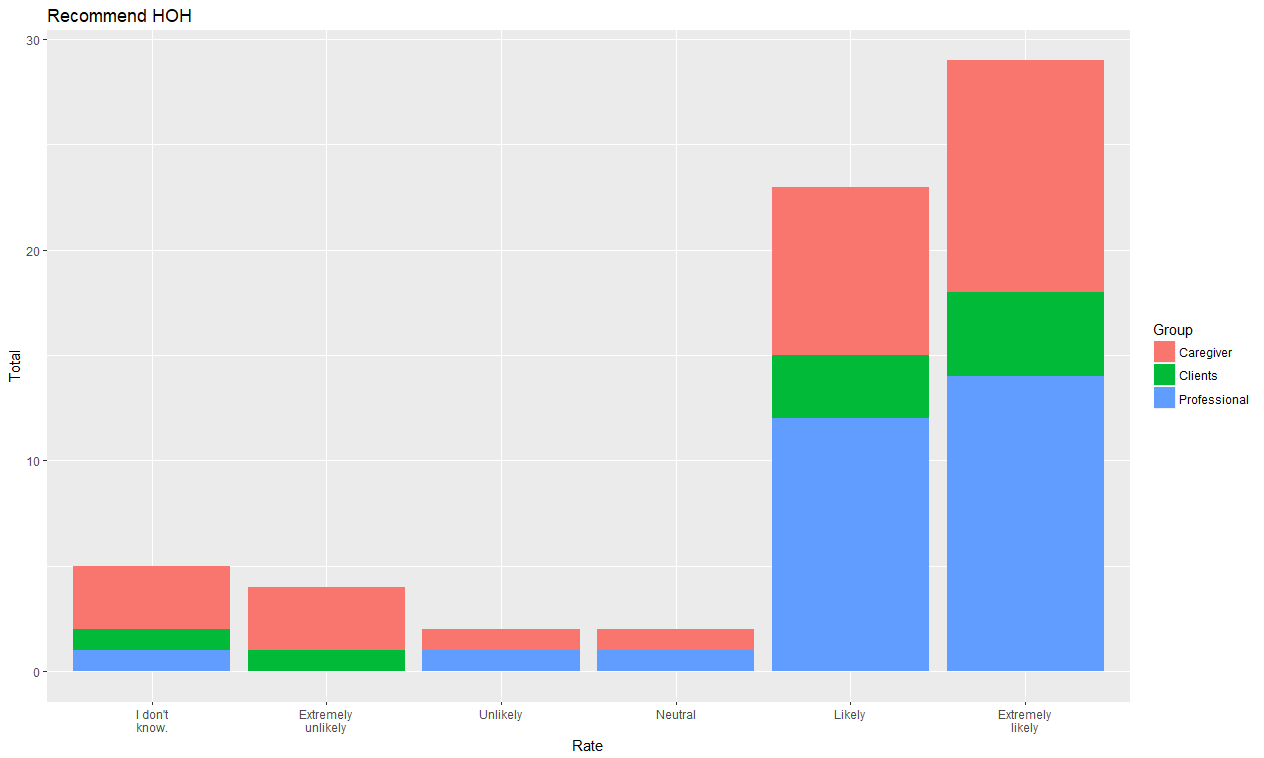 Recommend HOH
30
20
10
0
Total
I don't
know.
Extremely
unlikely
Unlikely
Neutral
Likely
Extremely
likely
Rate
Group
Caregiver
Clients
Professional